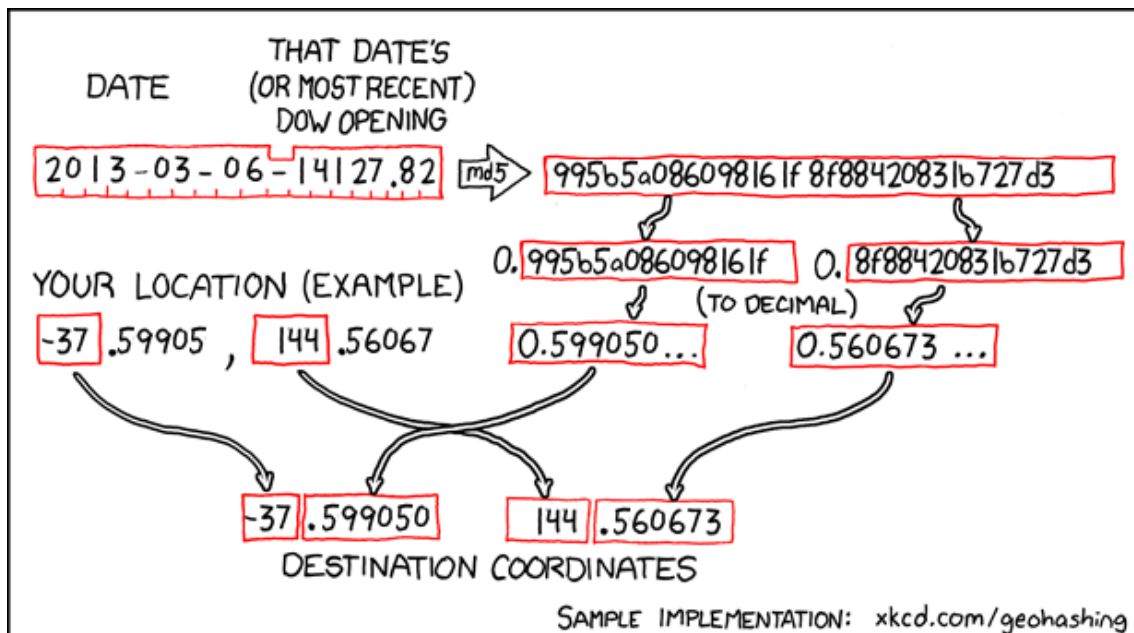 DATE
THAT DATE'S
(OR MOST RECENT)
DOW OPENING
2013-03-06-14127.82
md5
995b5a086098161f8f88420831b727d3
0.995b5a086098161f
0.8f88420831b727d3
(TO DECIMAL)
YOUR LOCATION (EXAMPLE)
-37.59905, 144.56067
0.599050...
0.560673...
-37.599050
144.560673
DESTINATION COORDINATES
SAMPLE IMPLEMENTATION: xkcd.com/geohashing